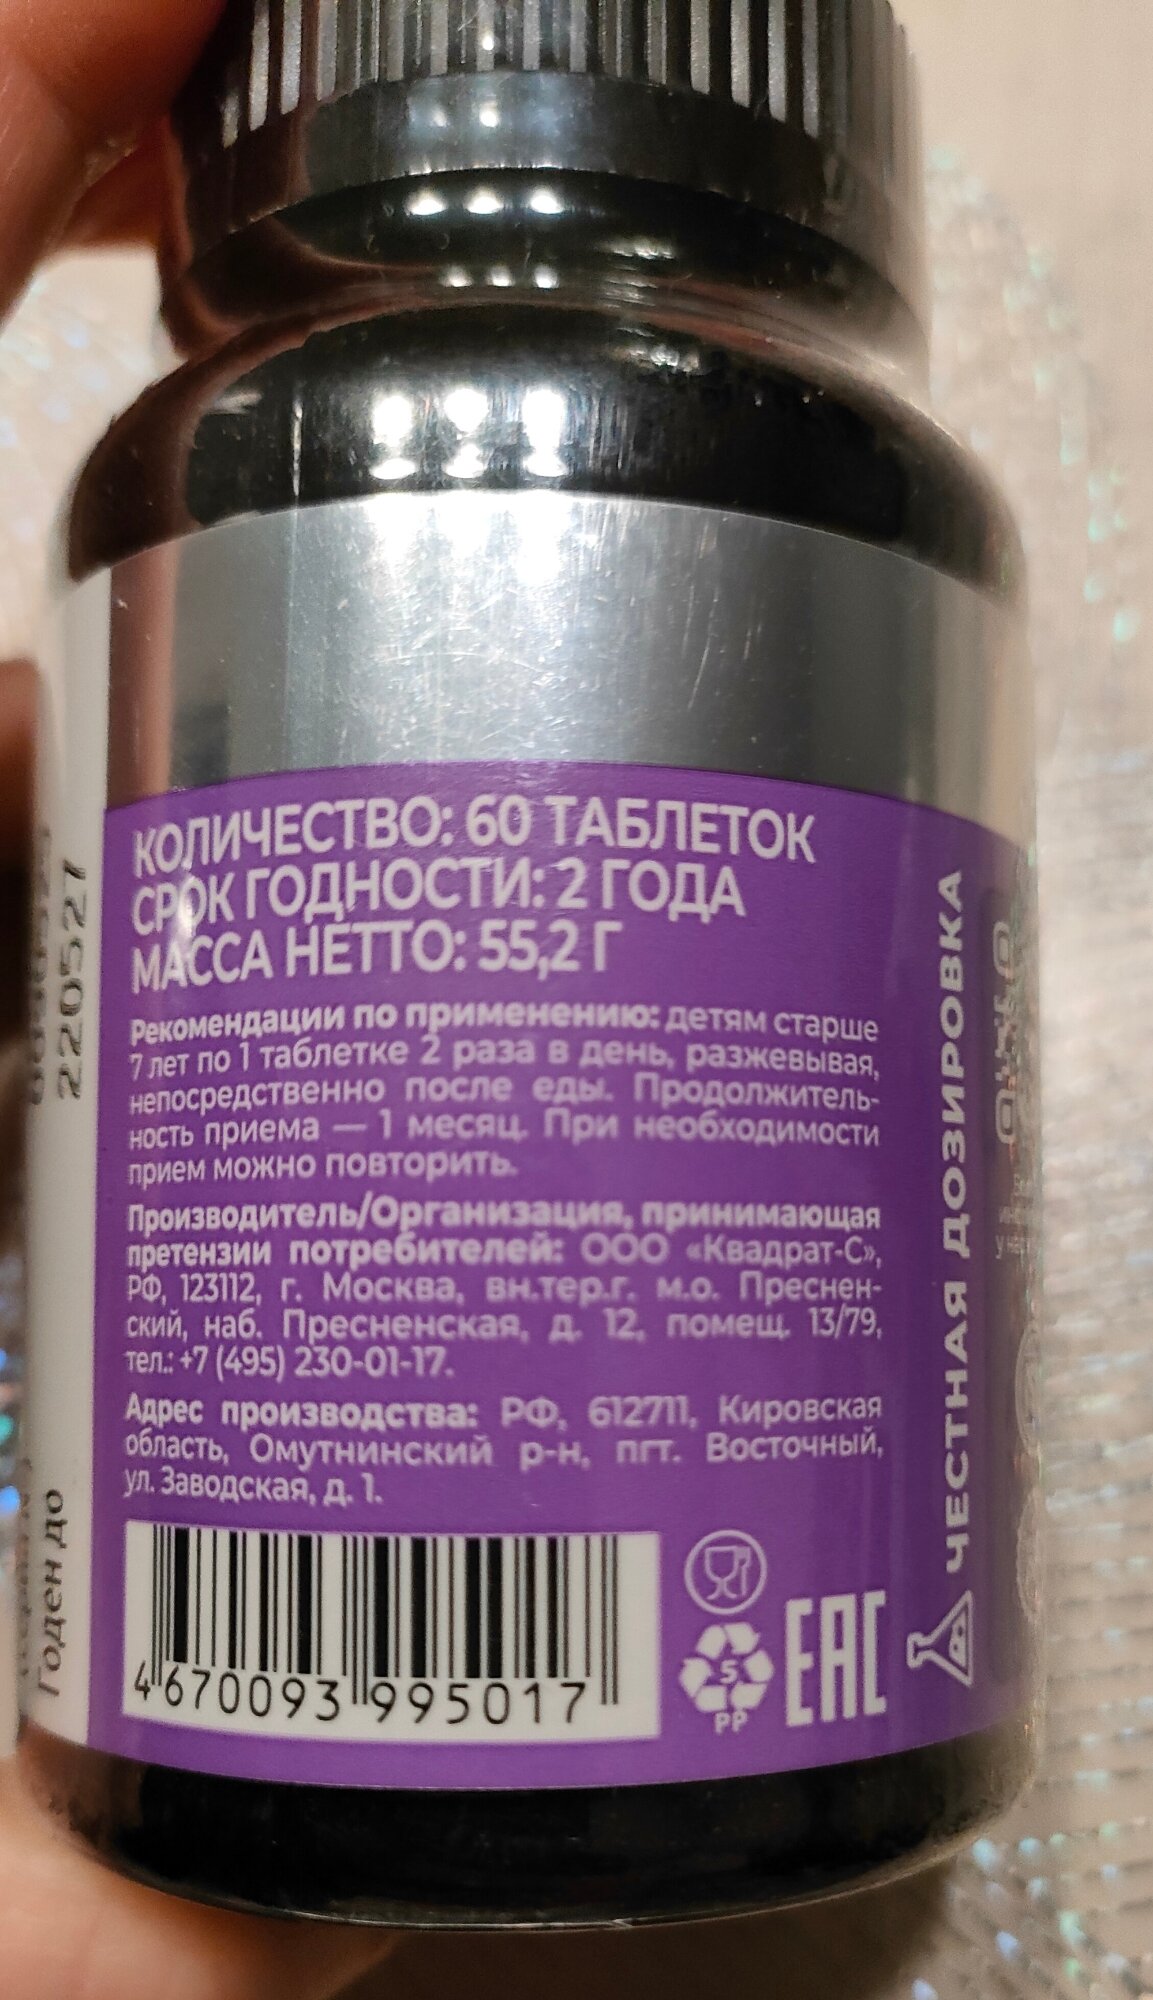 КОЛИЧЕСТВО: 60 ТАБЛЕТОК
СРОК ГОДНОСТИ: 2 ГОДА
МАССА НЕТТО: 55,2 Г
Рекомендации по применению: детям старше
7 лет по 1 таблетке 2 раза в день, разжевывая,
непосредственно после еды. Продолжитель-
ность приема — 1 месяц. При необходимости
прием можно повторить.
Производитель/Организация, принимающая
претензии потребителей: ООО «Квадрат-С»,
РФ, 123112, г. Москва, вн.тер.г. м.о. Преснен-
ский, наб. Пресненская, д. 12, помещ. 13/79,
тел.: +7 (495) 230-01-17.
Адрес производства: РФ, 612711, Кировская
область, Омутнинский р-н, пгт. Восточный,
ул. Заводская, д. 1.
4 670093 995017
5
PP
EAC
ЧЕСТНАЯ ДОЗИРОВКА
Годен до
220527